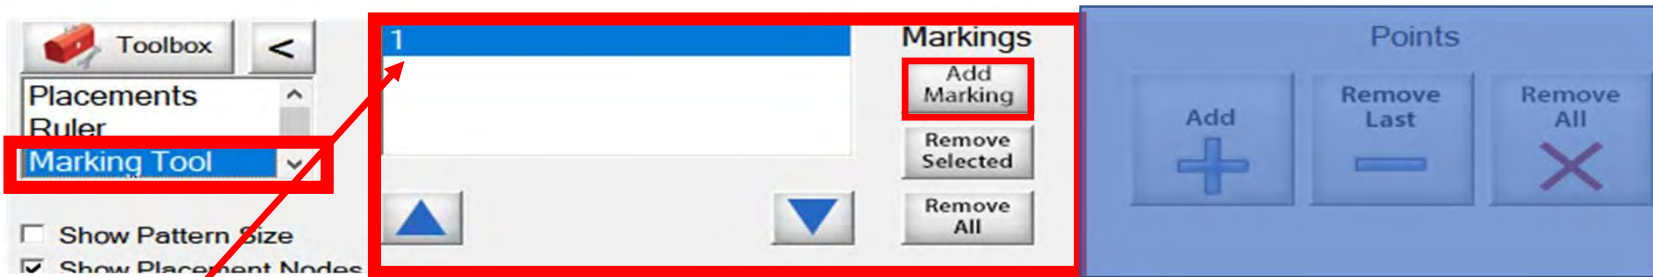 Toolbox
<
Placements
Ruler
Marking Tool
Show Pattern Size
Show Placement Nodes
1
Markings
Add
Marking
Remove
Selected
Remove
All
Points
Add
Remove
Last
Remove
All